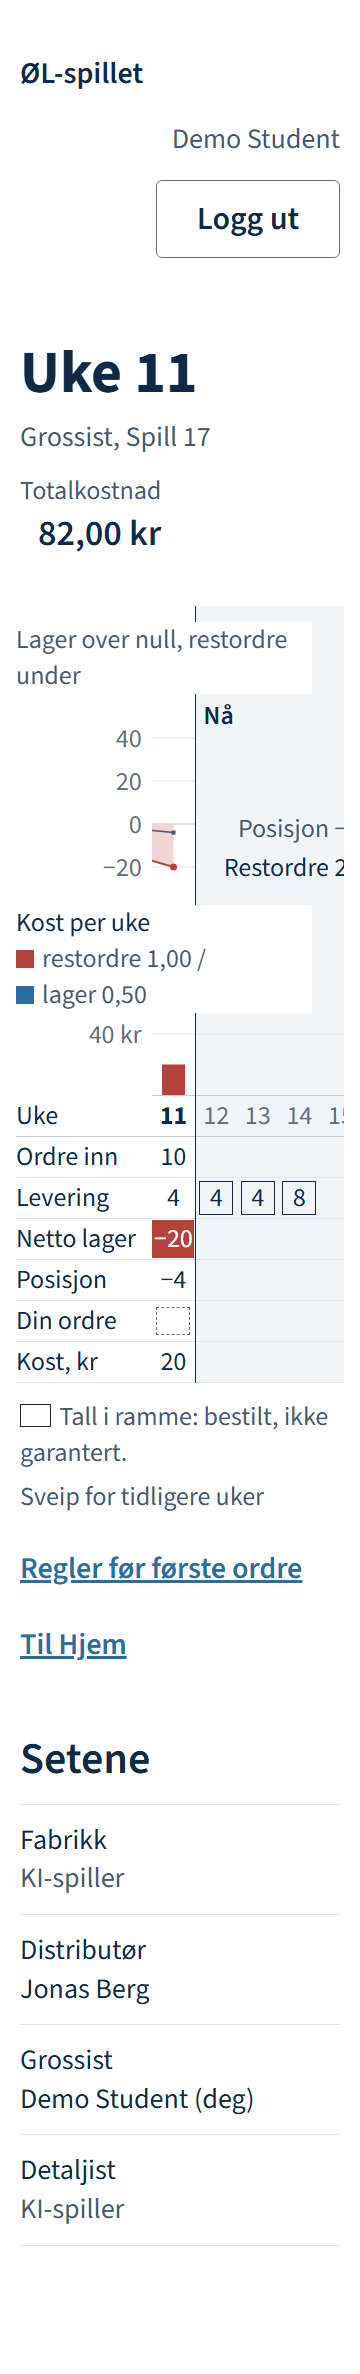 ØL-spillet
Demo Student
Logg ut
Uke 11
Grossist, Spill 17
Totalkostnad
82,00 kr
Lager over null, restordre
under
Nå
40
20
0
Posisjon −
−20
Restordre 2
Kost per uke
restordre 1,00 /
lager 0,50
40 kr
Uke 11 12 13 14 15
Ordre inn 10
Levering 4 4 4 8
Netto lager −20
Posisjon −4
Din ordre
Kost, kr 20
Tall i ramme: bestilt, ikke
garantert.
Sveip for tidligere uker
Regler før første ordre
Til Hjem
Setene
Fabrikk
KI-spiller
Distributør
Jonas Berg
Grossist
Demo Student (deg)
Detaljist
KI-spiller